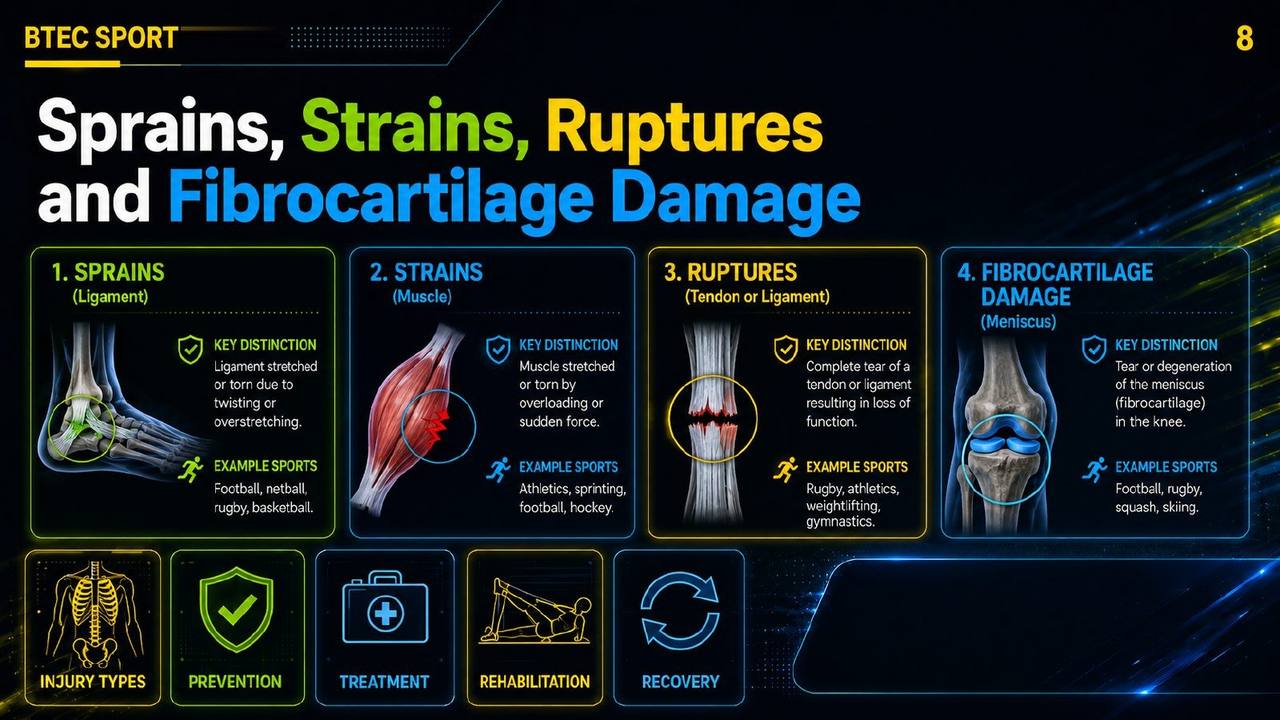 BTEC SPORT
8
Sprains, Strains, Ruptures
and Fibrocartilage Damage
1. SPRAINS
(Ligament)
KEY DISTINCTION
Ligament stretched
or torn due to
twisting or
overstretching.
EXAMPLE SPORTS
Football, netball,
rugby, basketball.
2. STRAINS
(Muscle)
KEY DISTINCTION
Muscle stretched
or torn by
overloading or
sudden force.
EXAMPLE SPORTS
Athletics, sprinting,
football, hockey.
3. RUPTURES
(Tendon or Ligament)
KEY DISTINCTION
Complete tear of a
tendon or ligament
resulting in loss of
function.
EXAMPLE SPORTS
Rugby, athletics,
weightlifting,
gymnastics.
4. FIBROCARTILAGE
DAMAGE
(Meniscus)
KEY DISTINCTION
Tear or degeneration
of the meniscus
(fibrocartilage)
in the knee.
EXAMPLE SPORTS
Football, rugby,
squash, skiing.
INJURY TYPES
PREVENTION
TREATMENT
REHABILITATION
RECOVERY